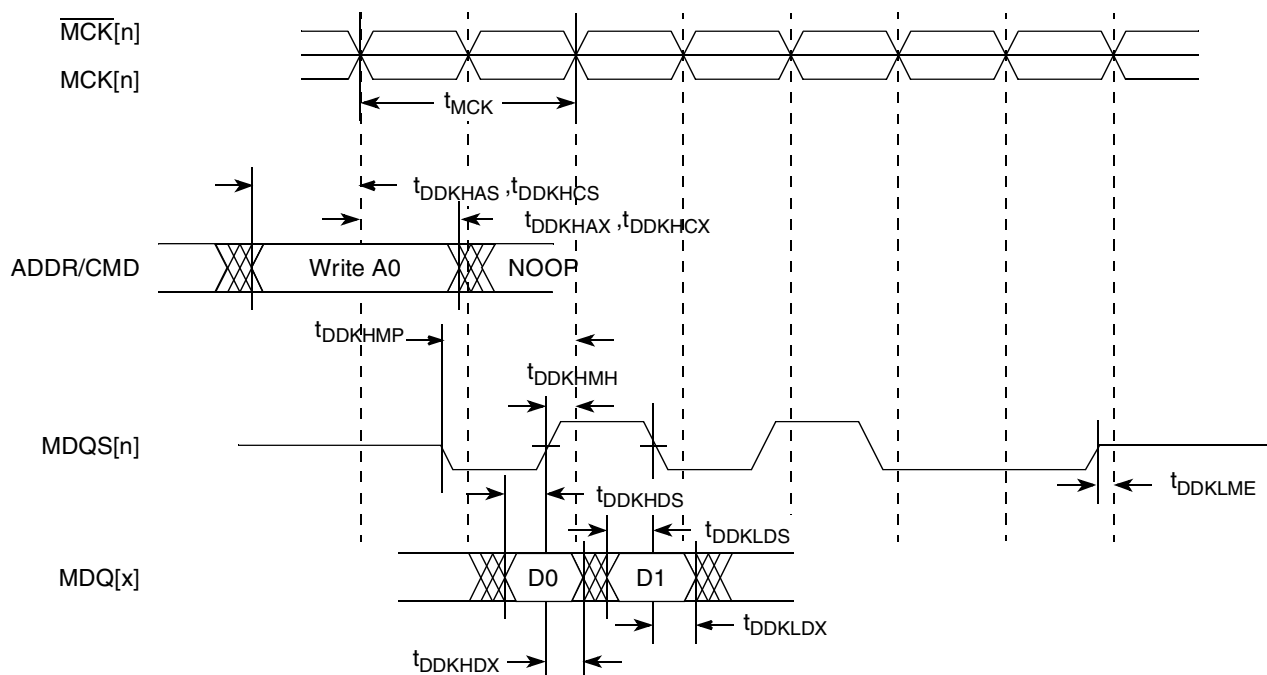 MCK[n]
MCK[n]
tMCK
tDDKHAS ,tDDKHCS
tDDKHAX ,tDDKHCX
ADDR/CMD
Write A0
NOOP
tDDKHMP
tDDKHMH
MDQS[n]
tDDKHDS
tDDKLME
tDDKLDS
MDQ[x]
D0
D1
tDDKLDX
tDDKHDX